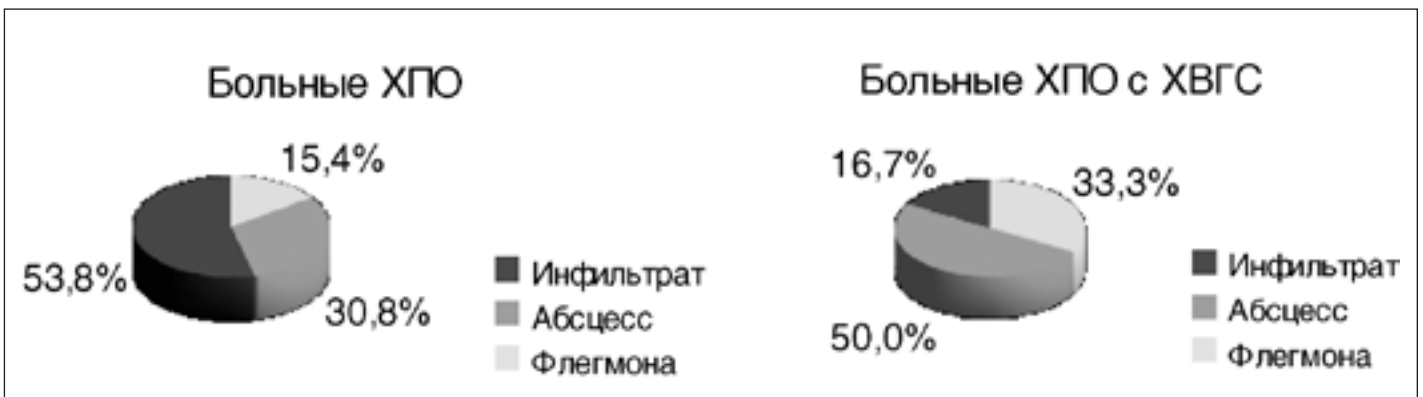 Больные ХПО
15,4%
53,8%
30,8%
Инфильтрат
Абсцесс
Флегмона
Больные ХПО с ХВГС
16,7%
33,3%
50,0%
Инфильтрат
Абсцесс
Флегмона